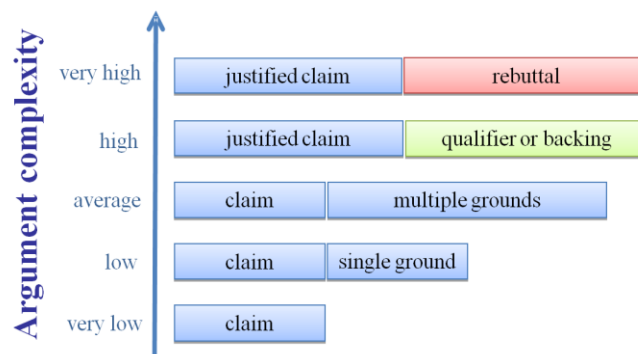 Argument complexity
very high justified claim rebuttal
high justified claim qualifier or backing
average claim multiple grounds
low claim single ground
very low claim